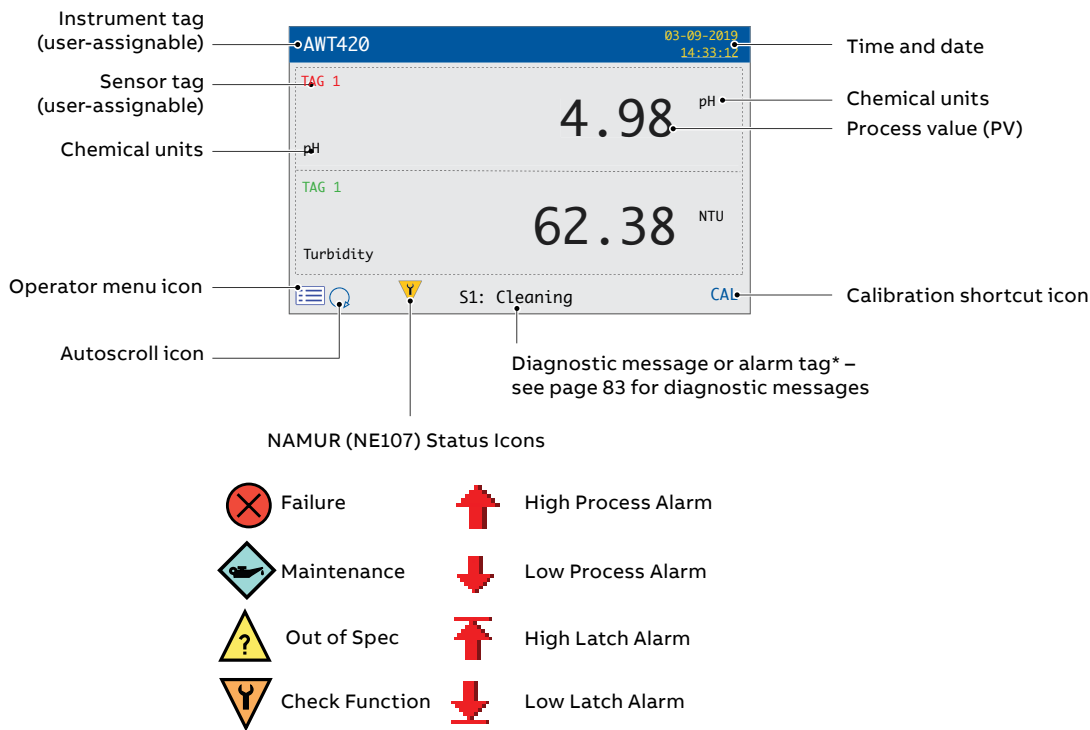 Instrument tag
(user-assignable)
AWT420
03-09-2019
14:33:12
Time and date
Sensor tag
(user-assignable)
TAG 1
4.98
pH
Chemical units
Process value (PV)
Chemical units
pH
TAG 1
62.38
NTU
Turbidity
Operator menu icon
S1: Cleaning
CAL
Calibration shortcut icon
Autoscroll icon
Diagnostic message or alarm tag* –
see page 83 for diagnostic messages
NAMUR (NE107) Status Icons
Failure
High Process Alarm
Maintenance
Low Process Alarm
?
Out of Spec
High Latch Alarm
Check Function
Low Latch Alarm